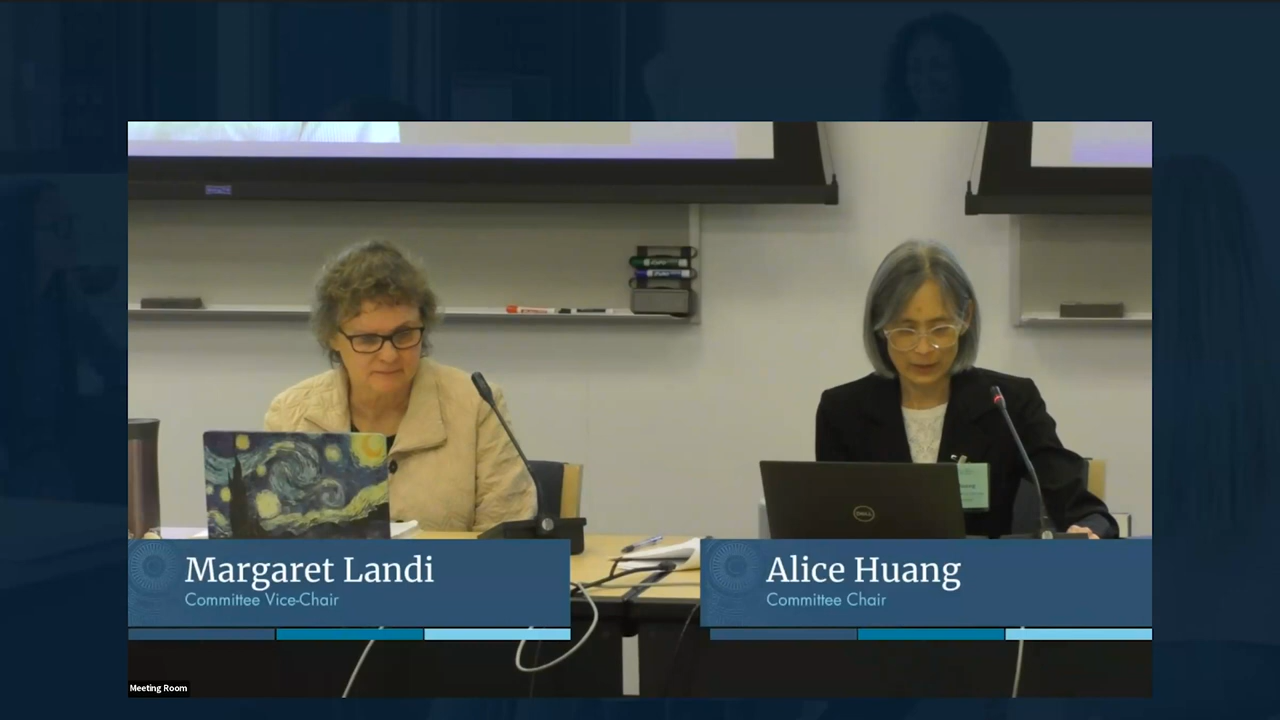 Margaret Landi
Committee Vice-Chair
Alice Huang
Committee Chair
DELL
Meeting Room